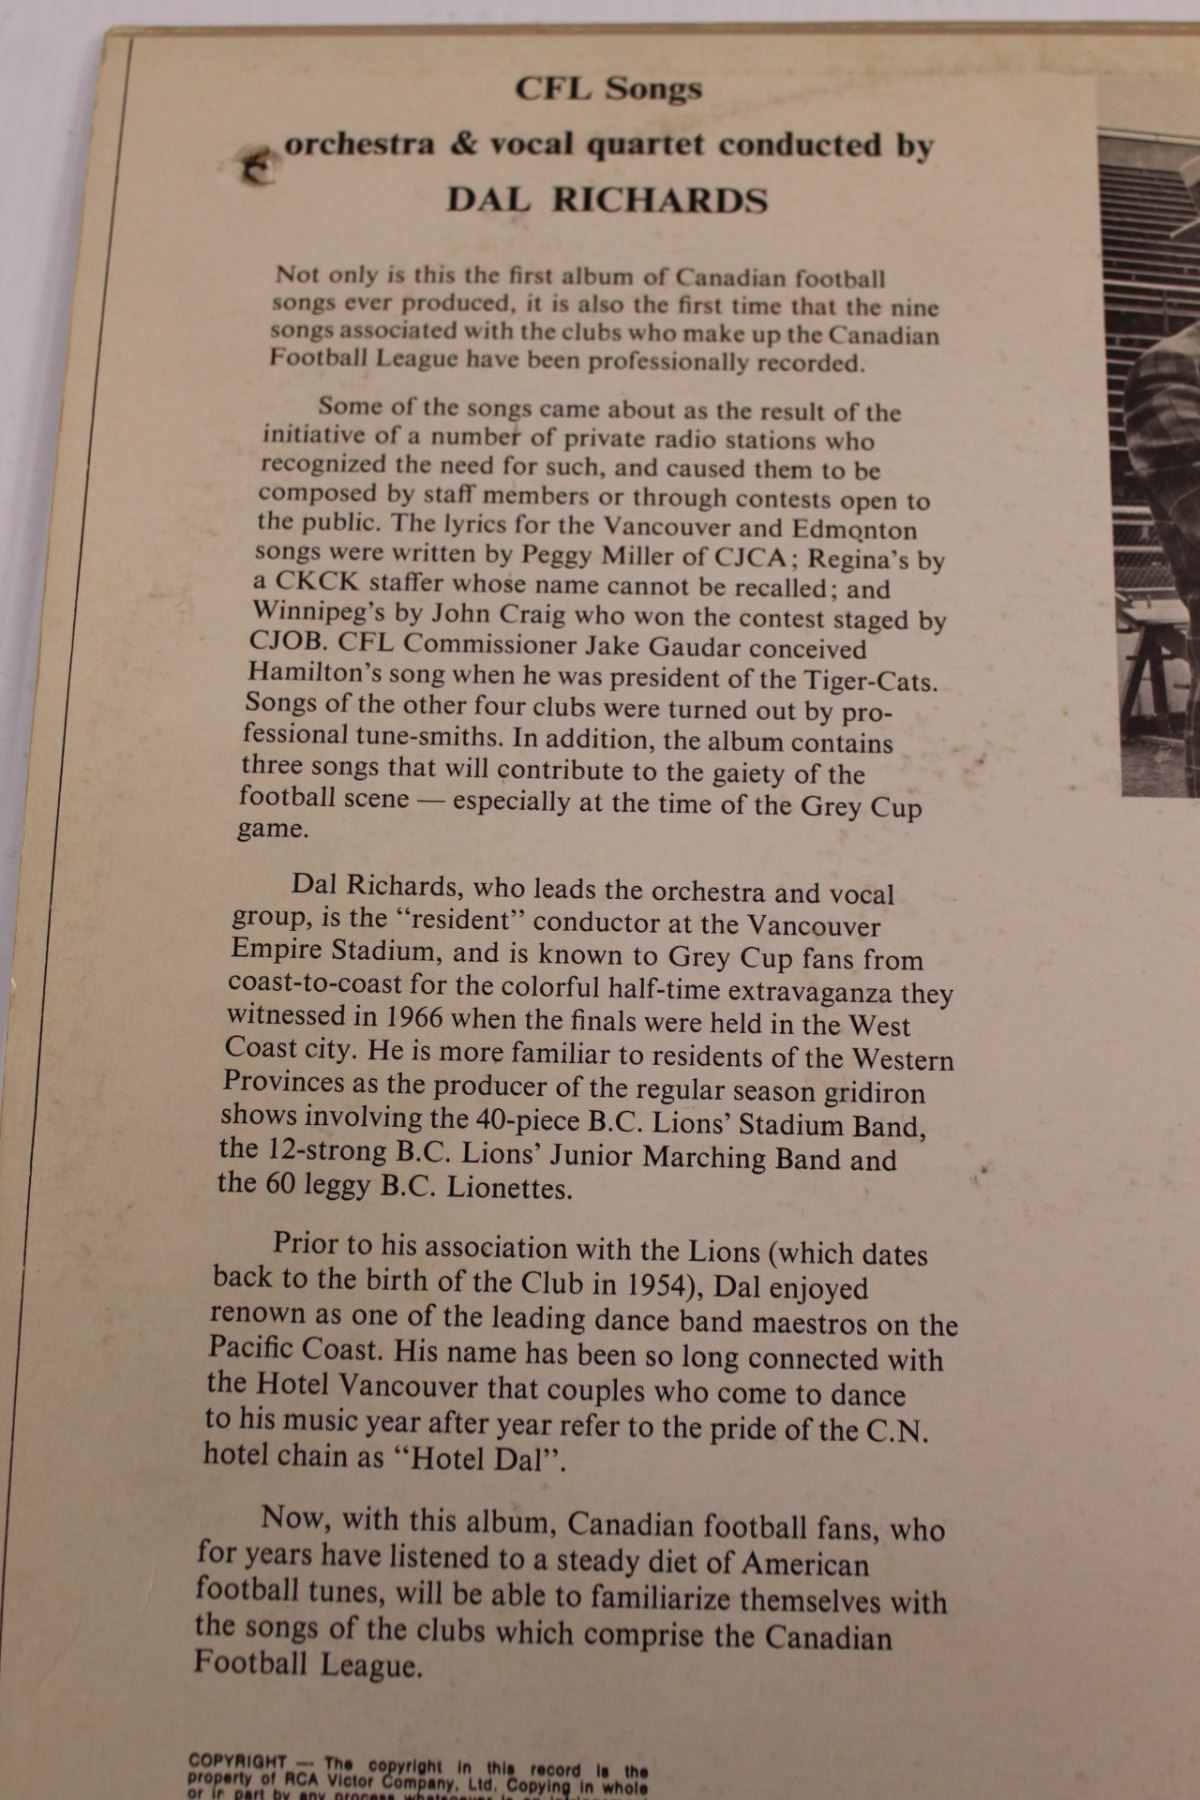 CFL Songs
orchestra & vocal quartet conducted by
DAL RICHARDS
Not only is this the first album of Canadian football
songs ever produced, it is also the first time that the nine
songs associated with the clubs who make up the Canadian
Football League have been professionally recorded.
Some of the songs came about as the result of the
initiative of a number of private radio stations who
recognized the need for such, and caused them to be
composed by staff members or through contests open to
the public. The lyrics for the Vancouver and Edmonton
songs were written by Peggy Miller of CJCA; Regina's by
a CKCK staffer whose name cannot be recalled; and
Winnipeg's by John Craig who won the contest staged by
CJOB. CFL Commissioner Jake Gaudar conceived
Hamilton's song when he was president of the Tiger-Cats.
Songs of the other four clubs were turned out by pro-
fessional tune-smiths. In addition, the album contains
three songs that will contribute to the gaiety of the
football scene — especially at the time of the Grey Cup
game.
Dal Richards, who leads the orchestra and vocal
group, is the “resident” conductor at the Vancouver
Empire Stadium, and is known to Grey Cup fans from
coast-to-coast for the colorful half-time extravaganza they
witnessed in 1966 when the finals were held in the West
Coast city. He is more familiar to residents of the Western
Provinces as the producer of the regular season gridiron
shows involving the 40-piece B.C. Lions' Stadium Band,
the 12-strong B.C. Lions' Junior Marching Band and
the 60 leggy B.C. Lionettes.
Prior to his association with the Lions (which dates
back to the birth of the Club in 1954), Dal enjoyed
renown as one of the leading dance band maestros on the
Pacific Coast. His name has been so long connected with
the Hotel Vancouver that couples who come to dance
to his music year after year refer to the pride of the C.N.
hotel chain as “Hotel Dal”.
Now, with this album, Canadian football fans, who
for years have listened to a steady diet of American
football tunes, will be able to familiarize themselves with
the songs of the clubs which comprise the Canadian
Football League.
COPYRIGHT — The copyright in this record is the
property of RCA Victor Company, Ltd. Copying in whole
or in part by any process